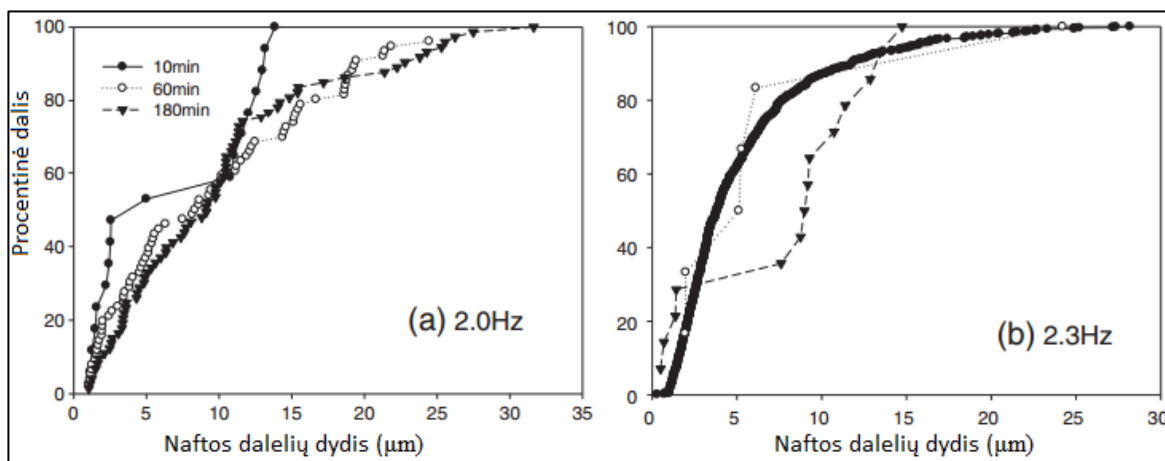 Procentinė dalis
100
80
60
40
20
0
10min
60min
180min
(a) 2.0Hz
0 5 10 15 20 25 30 35
Naftos dalelių dydis (µm)
100
80
60
40
20
0
(b) 2.3Hz
0 5 10 15 20 25 30
Naftos dalelių dydis (µm)